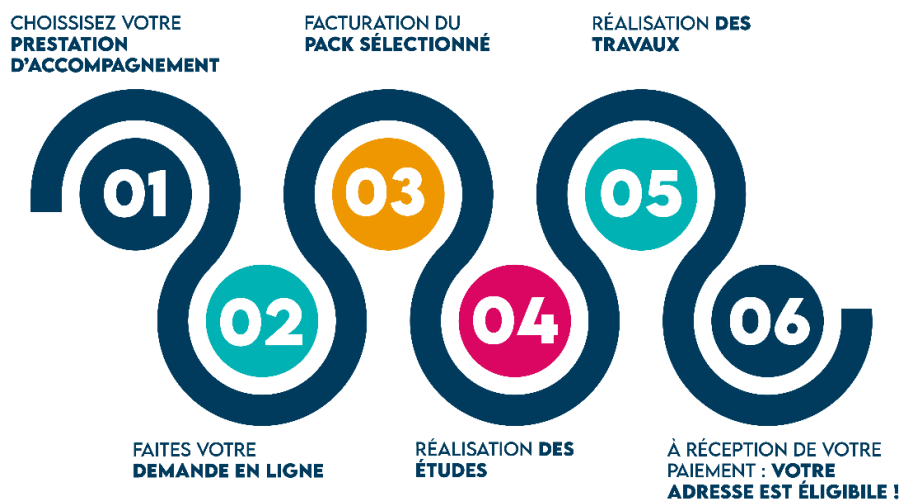 CHOISSISEZ VOTRE
PRESTATION
D'ACCOMPAGNEMENT
01
FAITES VOTRE
DEMANDE EN LIGNE
02
FACTURATION DU
PACK SÉLECTIONNÉ
03
RÉALISATION DES
ÉTUDES
04
RÉALISATION DES
TRAVAUX
05
À RÉCEPTION DE VOTRE
PAIEMENT : VOTRE
ADRESSE EST ÉLIGIBILE !
06